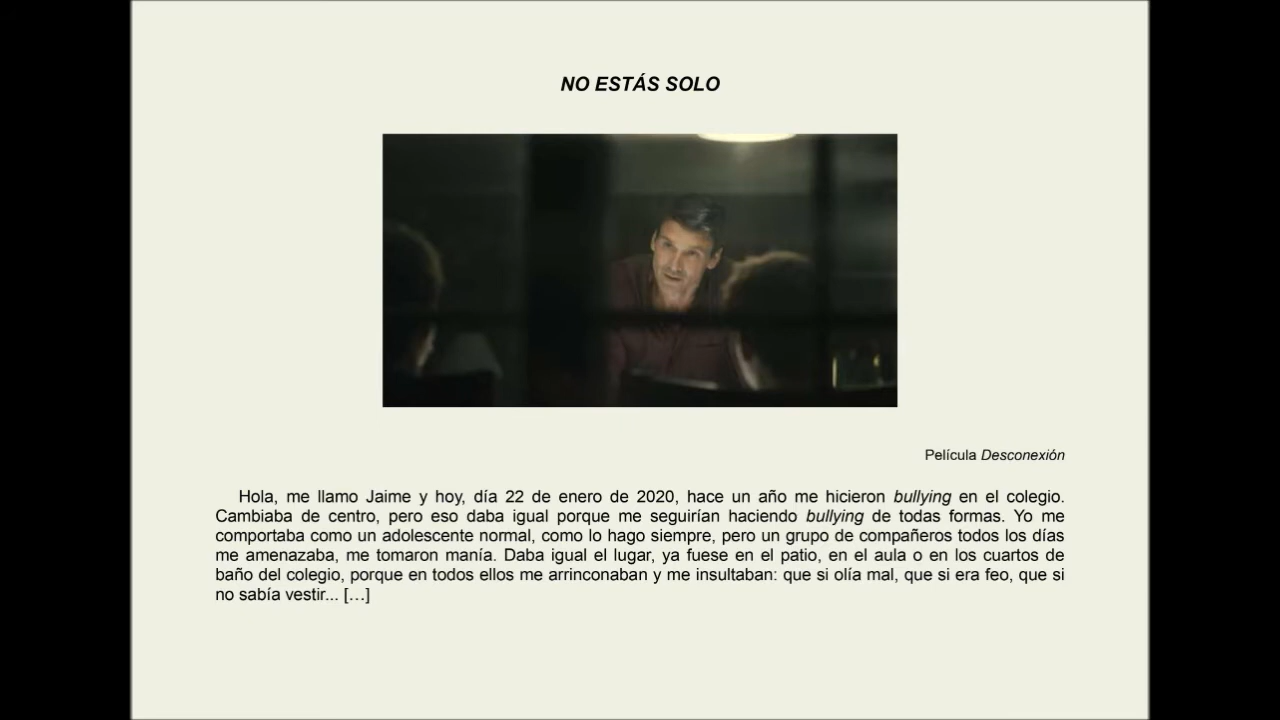 NO ESTÁS SOLO
Película Desconexión
Hola, me llamo Jaime y hoy, día 22 de enero de 2020, hace un año me hicieron bullying en el colegio.
Cambiaba de centro, pero eso daba igual porque me seguirían haciendo bullying de todas formas. Yo me
comportaba como un adolescente normal, como lo hago siempre, pero un grupo de compañeros todos los días
me amenazaba, me tomaron manía. Daba igual el lugar, ya fuese en el patio, en el aula o en los cuartos de
baño del colegio, porque en todos ellos me arrinconaban y me insultaban: que si olía mal, que si era feo, que si
no sabía vestir... […]